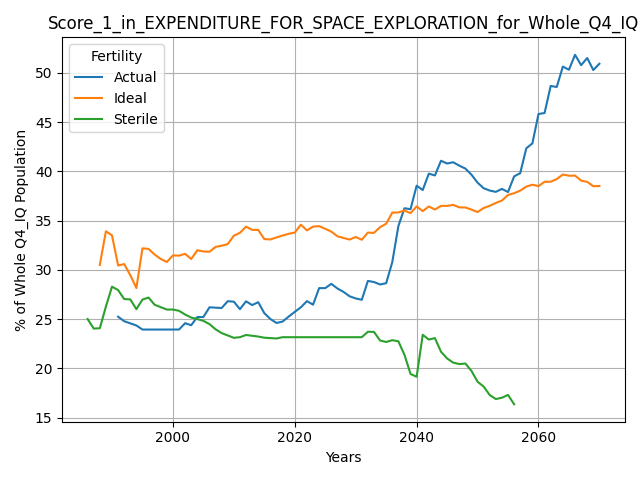 Score_1_in_EXPENDITURE_FOR_SPACE_EXPLORATION_for_Whole_Q4_IQ
Fertility
Actual
Ideal
Sterile
% of Whole Q4_IQ Population
50
45
40
35
30
25
20
15
2000
2020
2040
2060
Years